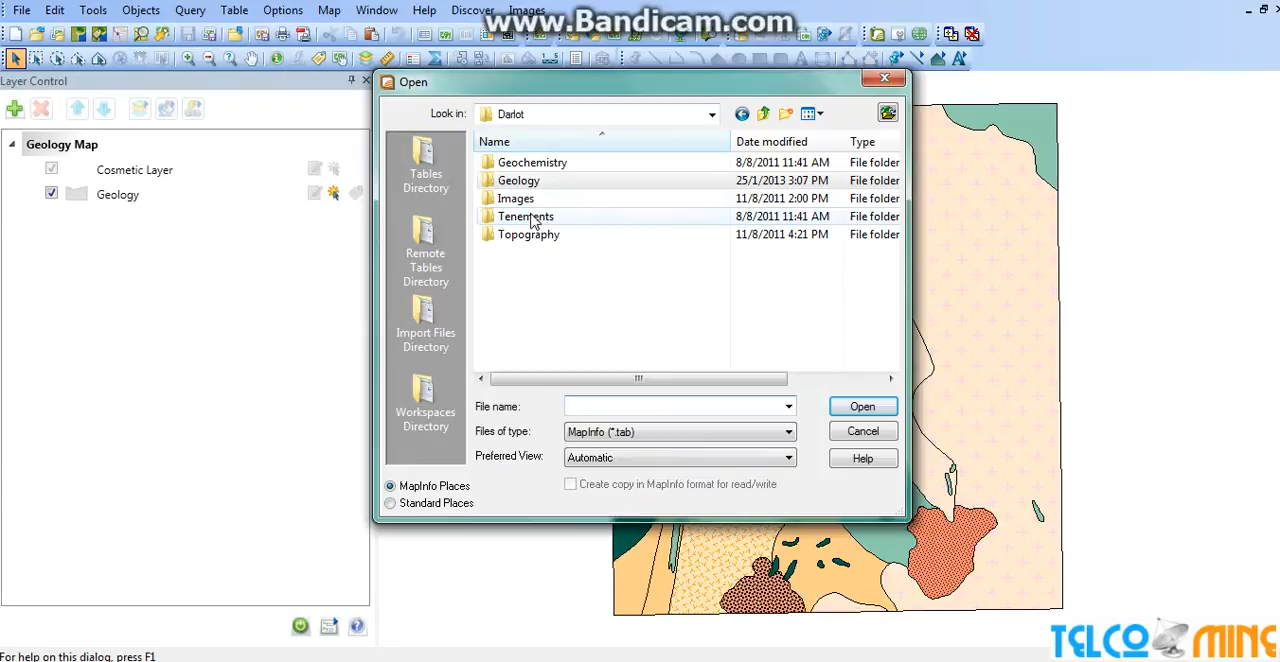 File Edit Tools Objects Query Table Options Map Window Help Discover Images
www.Bandicam.com
Layer Control
Geology Map
Cosmetic Layer
Geology
Open
Look in: Darlot
Name Date modified Type
Geochemistry 8/8/2011 11:41 AM File folder
Geology 25/1/2013 3:07 PM File folder
Images 11/8/2011 2:00 PM File folder
Tenements 8/8/2011 11:41 AM File folder
Topography 11/8/2011 4:21 PM File folder
Tables
Directory
Remote
Tables
Directory
Import Files
Directory
Workspaces
Directory
File name: Open
Files of type: MapInfo (*.tab) Cancel
Preferred View: Automatic Help
Create copy in MapInfo format for read/write
MapInfo Places
Standard Places
TELCO MINE
For help on this dialog, press F1